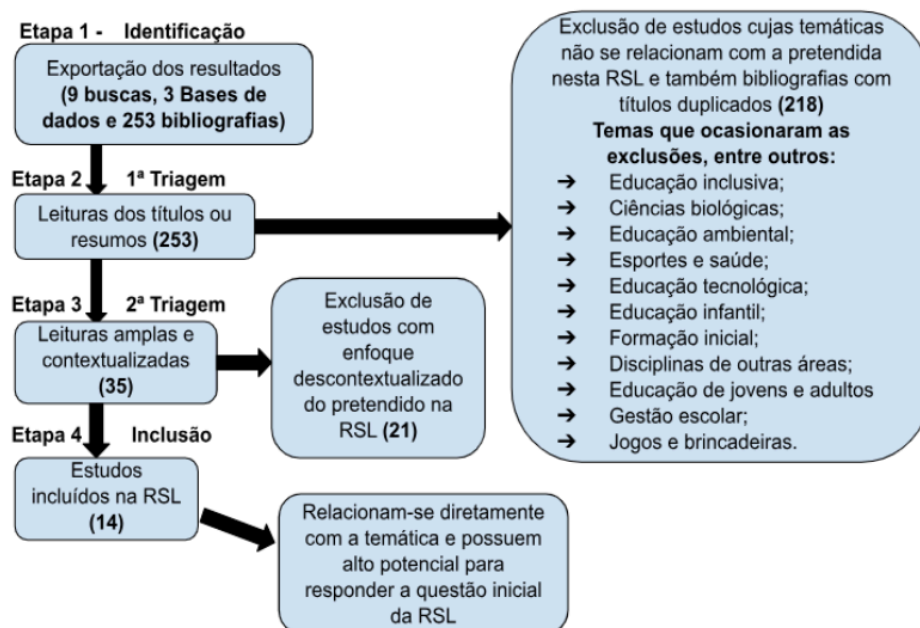 Etapa 1 - Identificação
Exportação dos resultados
(9 buscas, 3 Bases de
dados e 253 bibliografias)
Etapa 2 1ª Triagem
Leituras dos títulos ou
resumos (253)
Etapa 3 2ª Triagem
Leituras amplas e
contextualizadas
(35)
Etapa 4 Inclusão
Estudos
incluídos na RSL
(14)
Exclusão de estudos cujas temáticas
não se relacionam com a pretendida
nesta RSL e também bibliografias com
títulos duplicados (218)
Temas que ocasionaram as
exclusões, entre outros:
➔ Educação inclusiva;
➔ Ciências biológicas;
➔ Educação ambiental;
➔ Esportes e saúde;
➔ Educação tecnológica;
➔ Educação infantil;
➔ Formação inicial;
➔ Disciplinas de outras áreas;
➔ Educação de jovens e adultos
➔ Gestão escolar;
➔ Jogos e brincadeiras.
Exclusão de
estudos com
enfoque
descontextualizado
do pretendido na
RSL (21)
Relacionam-se diretamente
com a temática e possuem
alto potencial para
responder a questão inicial
da RSL